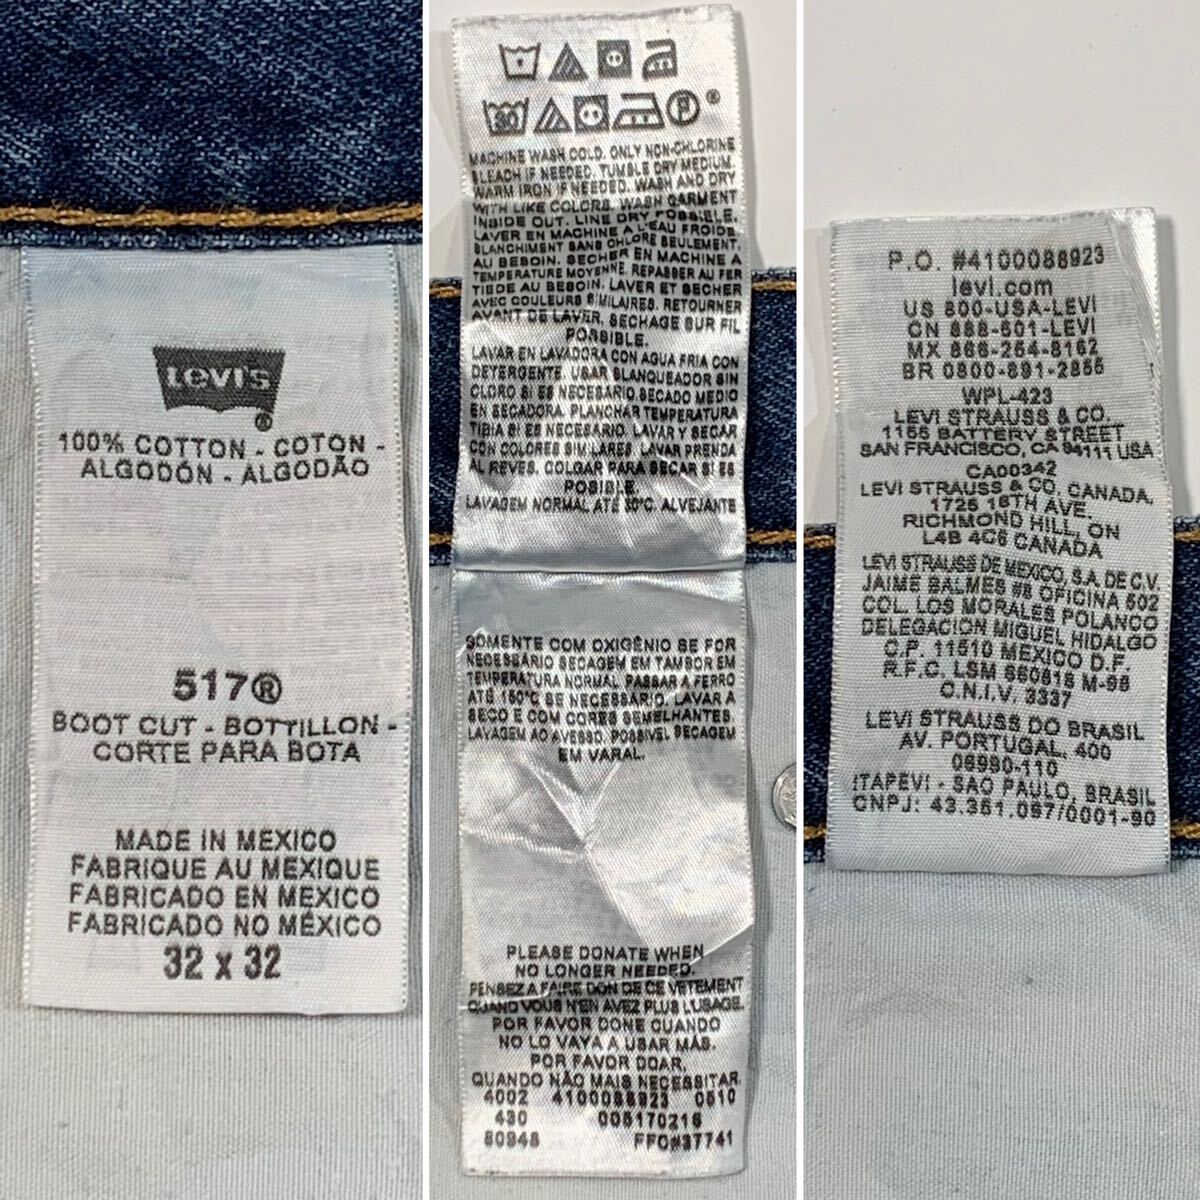 LEVI'S
®
100% COTTON - COTON -
ALGODÓN - ALGODÃO
517®
BOOT CUT - BOTTILLON -
CORTE PARA BOTA
MADE IN MEXICO
FABRIQUE AU MEXIQUE
FABRICADO EN MEXICO
FABRICADO NO MÉXICO
32 x 32
30
P
®
MACHINE WASH COLD. ONLY NON-CHLORINE
BLEACH IF NEEDED. TUMBLE DRY MEDIUM.
WARM IRON IF NEEDED. WASH AND DRY
WITH LIKE COLORS. WASH GARMENT
INSIDE OUT. LINE DRY POSSIBLE.
LAVER EN MACHINE A L'EAU FROIDE.
BLANCHIMENT SANS CHLORE SEULEMENT,
AU BESOIN. SECHER EN MACHINE A
TEMPERATURE MOYENNE. REPASSER AU FER
TIEDE AU BESOIN. LAVER ET SECHER
AVEC COULEURS SIMILAIRES. RETOURNER
AVANT DE LAVER. SECHAGE SUR FIL
POSSIBLE.
LAVAR EN LAVADORA CON AGUA FRIA CON
DETERGENTE. USAR BLANQUEADOR SIN
CLORO SI ES NECESARIO. SECADO MEDIO
EN SECADORA. PLANCHAR TEMPERATURA
TIBIA SI ES NECESARIO. LAVAR Y SECAR
CON COLORES SIMILARES. LAVAR PRENDA
AL REVES. COLGAR PARA SECAR SI ES
POSIBLE.
LAVAGEM NORMAL ATÉ 30°C. ALVEJANTE
SOMENTE COM OXIGÊNIO SE FOR
NECESSÁRIO SECAGEM EM TAMBOR EM
TEMPERATURA NORMAL. PASSAR A FERRO
ATÉ 150°C SE NECESSÁRIO. LAVAR A
SECO E COM CORES SEMELHANTES.
LAVAGEM AO AVESSO. POSSIVEL SECAGEM
EM VARAL.
PLEASE DONATE WHEN
NO LONGER NEEDED.
PENSEZ A FAIRE DON DE CE VETEMENT
QUAND VOUS N'EN AVEZ PLUS L'USAGE.
POR FAVOR DONE CUANDO
NO LO VAYA A USAR MÁS.
POR FAVOR DOAR,
QUANDO NÃO MAIS NECESSITAR
4002 4100088923 0510
430 005170216
80948 FFC#37741
P.O. #4100088923
levi.com
US 800-USA-LEVI
CN 888-501-LEVI
MX 866-254-8162
BR 0800-891-2855
WPL-423
LEVI STRAUSS & CO.
1155 BATTERY STREET
SAN FRANCISCO, CA 94111 USA
CA00342
LEVI STRAUSS & CO. CANADA,
1725 16TH AVE.
RICHMOND HILL, ON
L4B 4C6 CANADA
LEVI STRAUSS DE MEXICO, S.A. DE C.V.
JAIME BALMES #8 OFICINA 502
COL. LOS MORALES POLANCO
DELEGACION MIGUEL HIDALGO
C.P. 11510 MEXICO D.F.
R.F.C. LSM 650818 M-98
C.N.I.V. 3337
LEVI STRAUSS DO BRASIL
AV. PORTUGAL, 400
06690-110
ITAPEVI - SAO PAULO, BRASIL
CNPJ: 43.351.097/0001-90